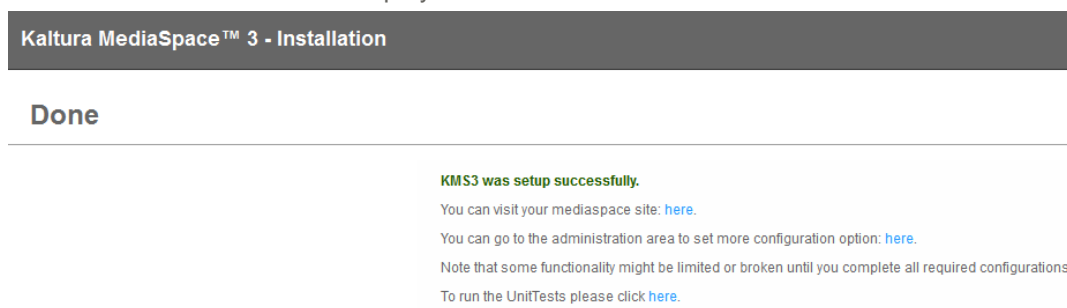 Kaltura MediaSpace™ 3 - Installation
Done
KMS3 was setup successfully.
You can visit your mediaspace site: here.
You can go to the administration area to set more configuration option: here.
Note that some functionality might be limited or broken until you complete all required configurations
To run the UnitTests please click here.